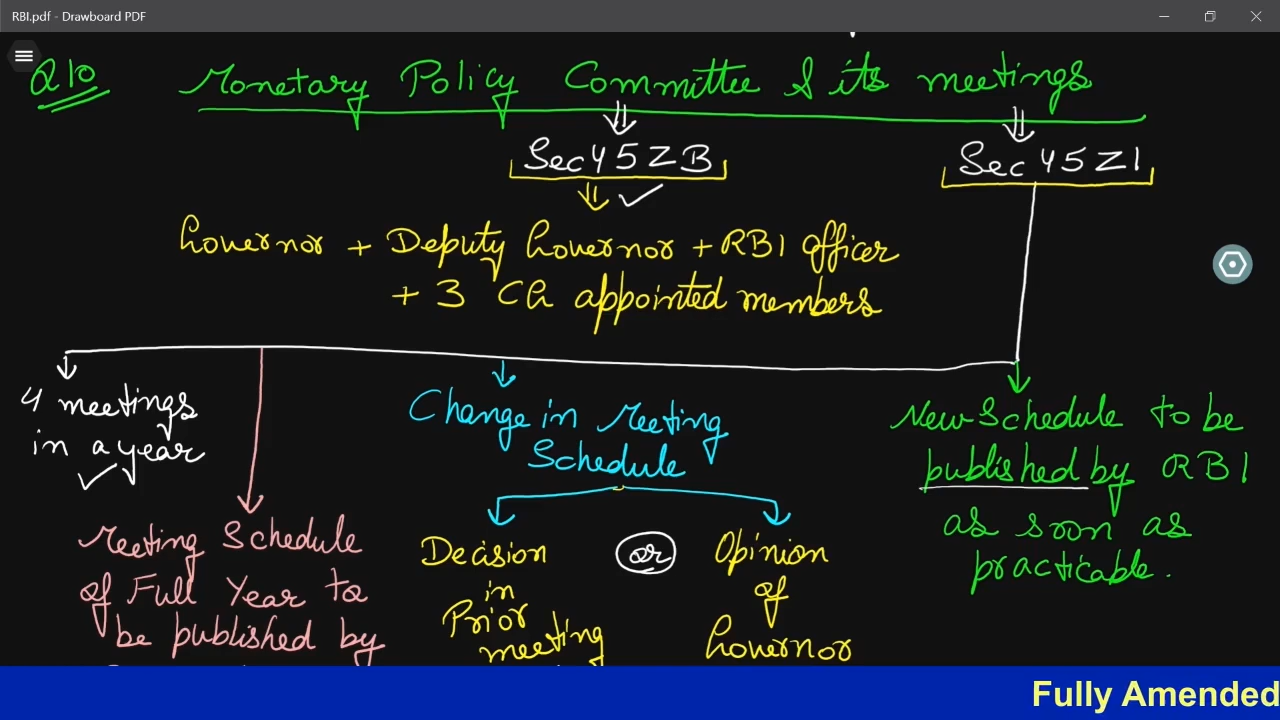 RBI.pdf - Drawboard PDF
Q10 Monetary Policy Committee & its meetings
Sec 45ZB
Sec 45ZI
Governor + Deputy Governor + RBI officer
+ 3 CG appointed members
4 meetings
in a year
Meeting Schedule
of Full Year to
be published by
Change in Meeting
Schedule
Decision
in
Prior
meeting
or
Opinion
of
Governor
New Schedule to be
published by RBI
as soon as
practicable.
Fully Amended